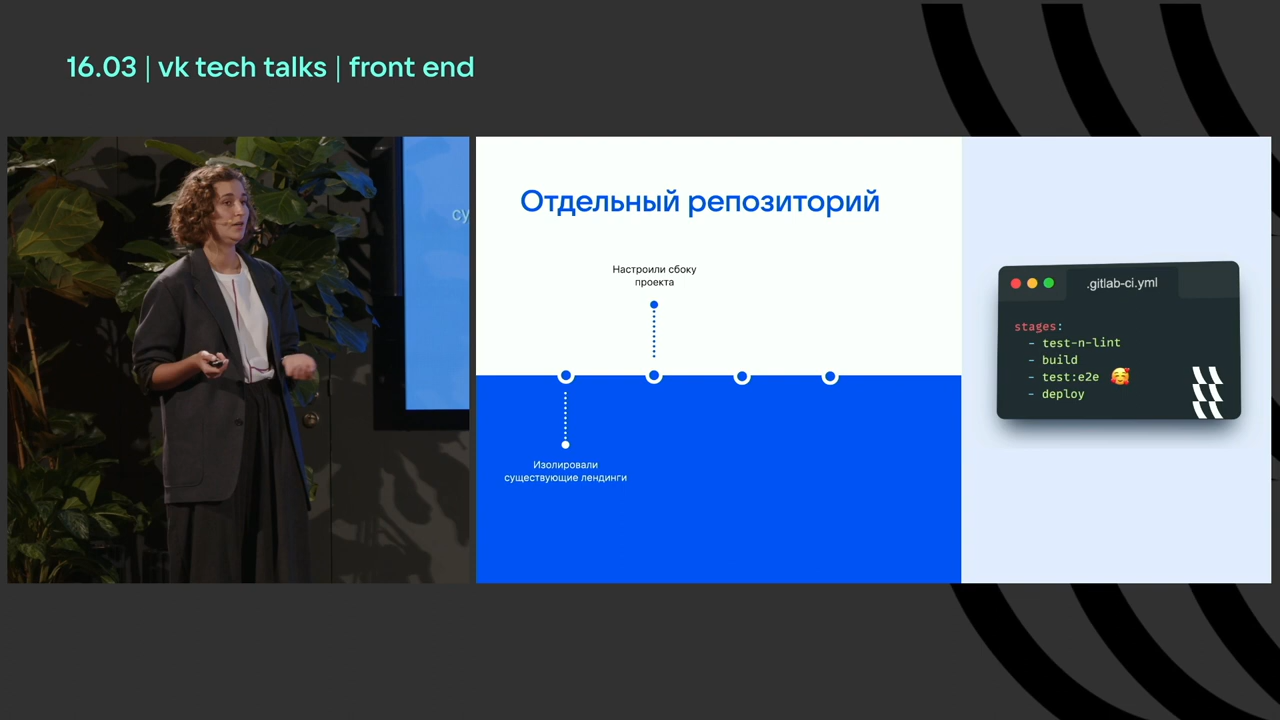 16.03 | vk tech talks | front end
су
Отдельный репозиторий
Настроили сбоку
проекта
Изолировали
существующие лендинги
.gitlab-ci.yml
stages:
- test-n-lint
- build
- test:e2e 🥰
- deploy